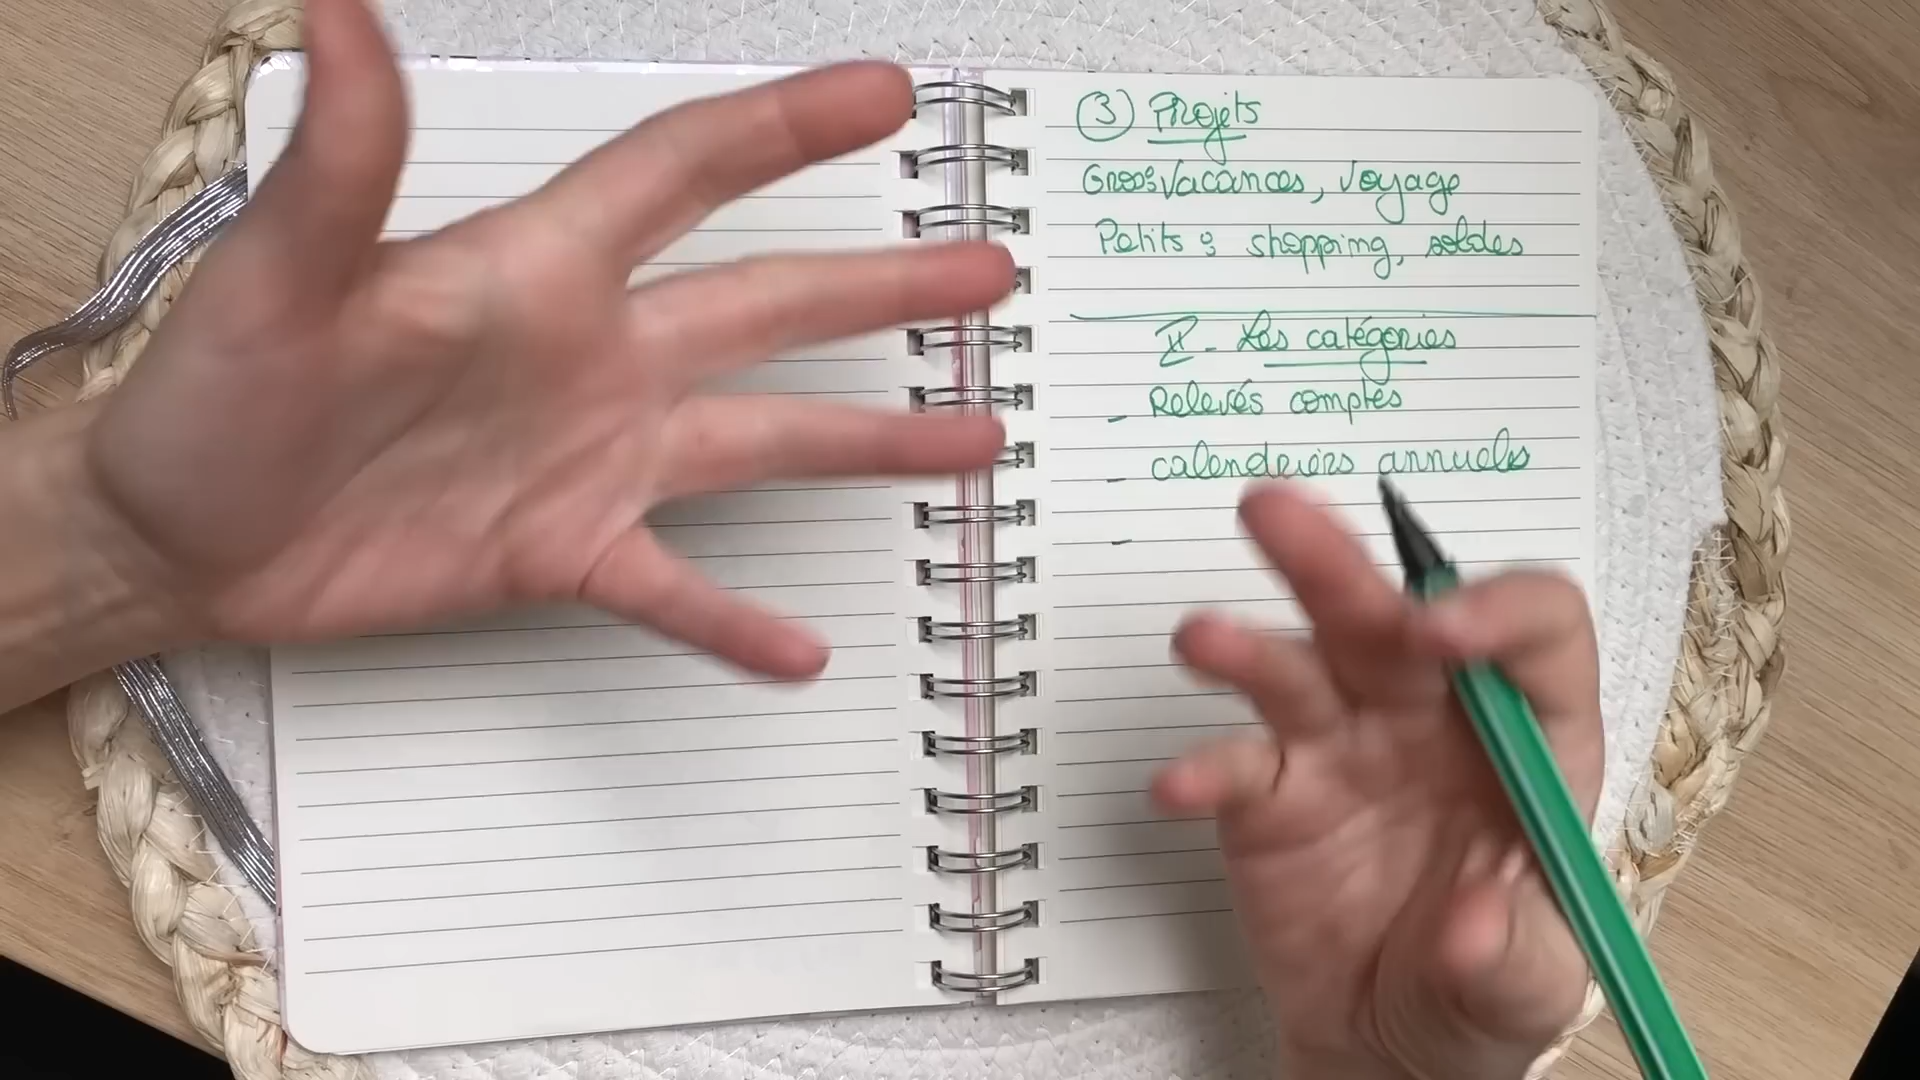 ③ Projets
Gros: Vacances, Voyage
Petits : shopping, soldes
II - Les catégories
- Relevés comptes
- calendriers annuels
-